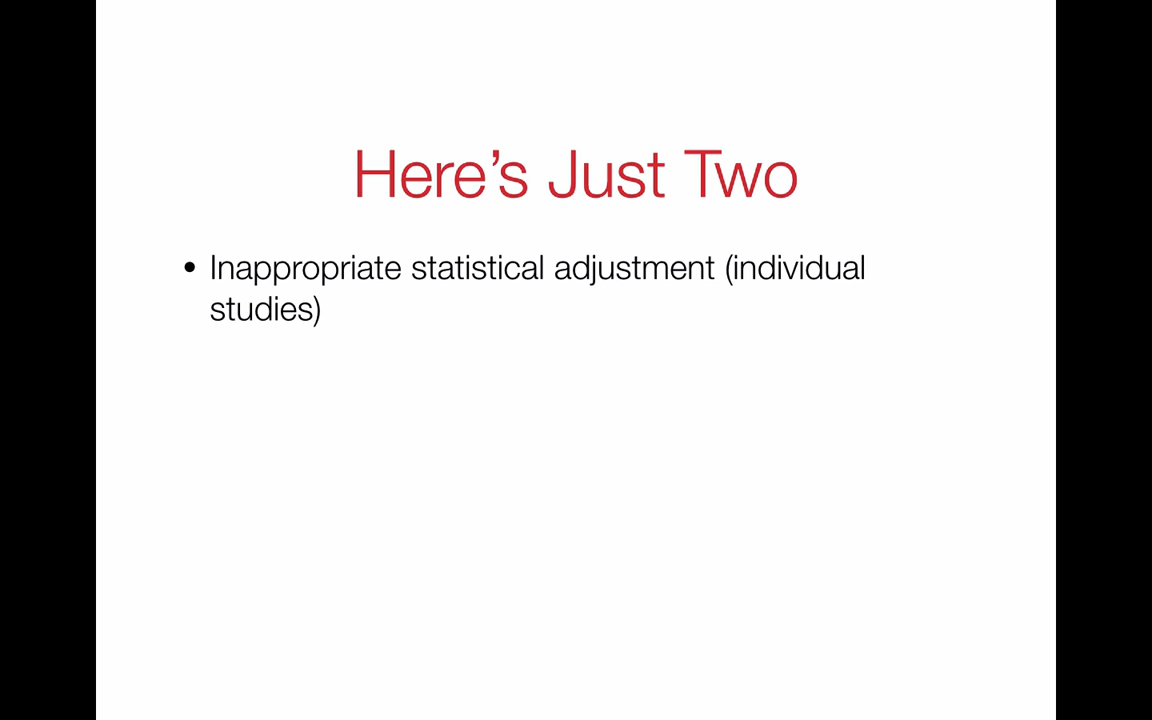 Here’s Just Two
• Inappropriate statistical adjustment (individual
studies)